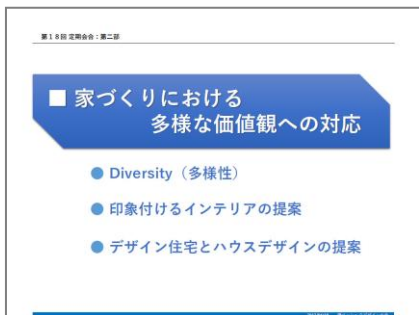 第18回 定期会合：第二部
■ 家づくりにおける
多様な価値観への対応
● Diversity（多様性）
● 印象付けるインテリアの提案
● デザイン住宅とハウスデザインの提案